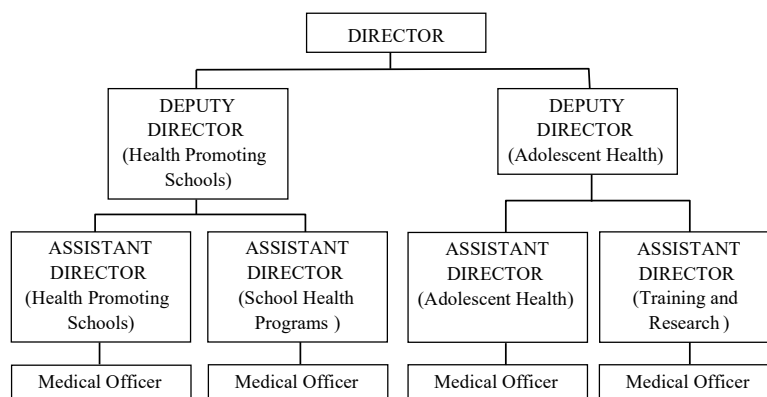 DIRECTOR
DEPUTY
DIRECTOR
(Health Promoting
Schools)
DEPUTY
DIRECTOR
(Adolescent Health)
ASSISTANT
DIRECTOR
(Health Promoting
Schools)
ASSISTANT
DIRECTOR
(School Health
Programs )
ASSISTANT
DIRECTOR
(Adolescent Health)
ASSISTANT
DIRECTOR
(Training and
Research )
Medical Officer
Medical Officer
Medical Officer
Medical Officer